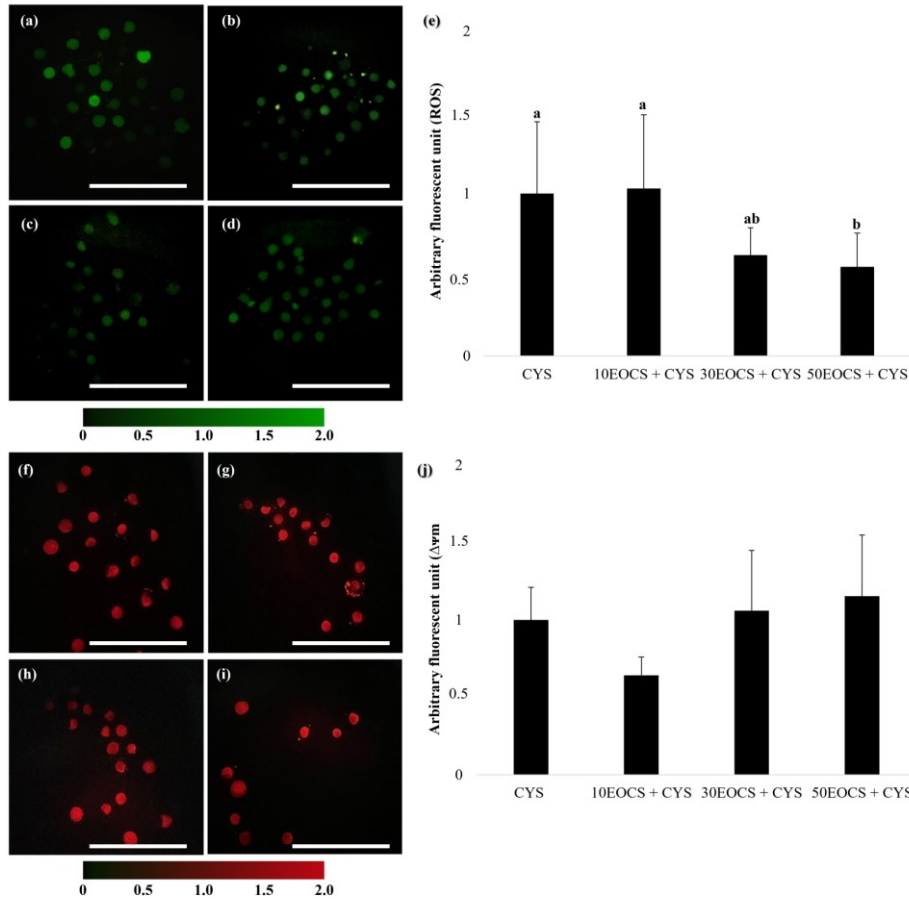 (a)
(b)
(c)
(d)
0 0.5 1.0 1.5 2.0
(e)
Arbitrary fluorescent unit (ROS)
2
1.5
1
0.5
0
a
a
ab
b
CYS 10EOCS + CYS 30EOCS + CYS 50EOCS + CYS
(f)
(g)
(h)
(i)
0 0.5 1.0 1.5 2.0
(j)
Arbitrary fluorescent unit (ΔΨm
2
1.5
1
0.5
0
CYS 10EOCS + CYS 30EOCS + CYS 50EOCS + CYS